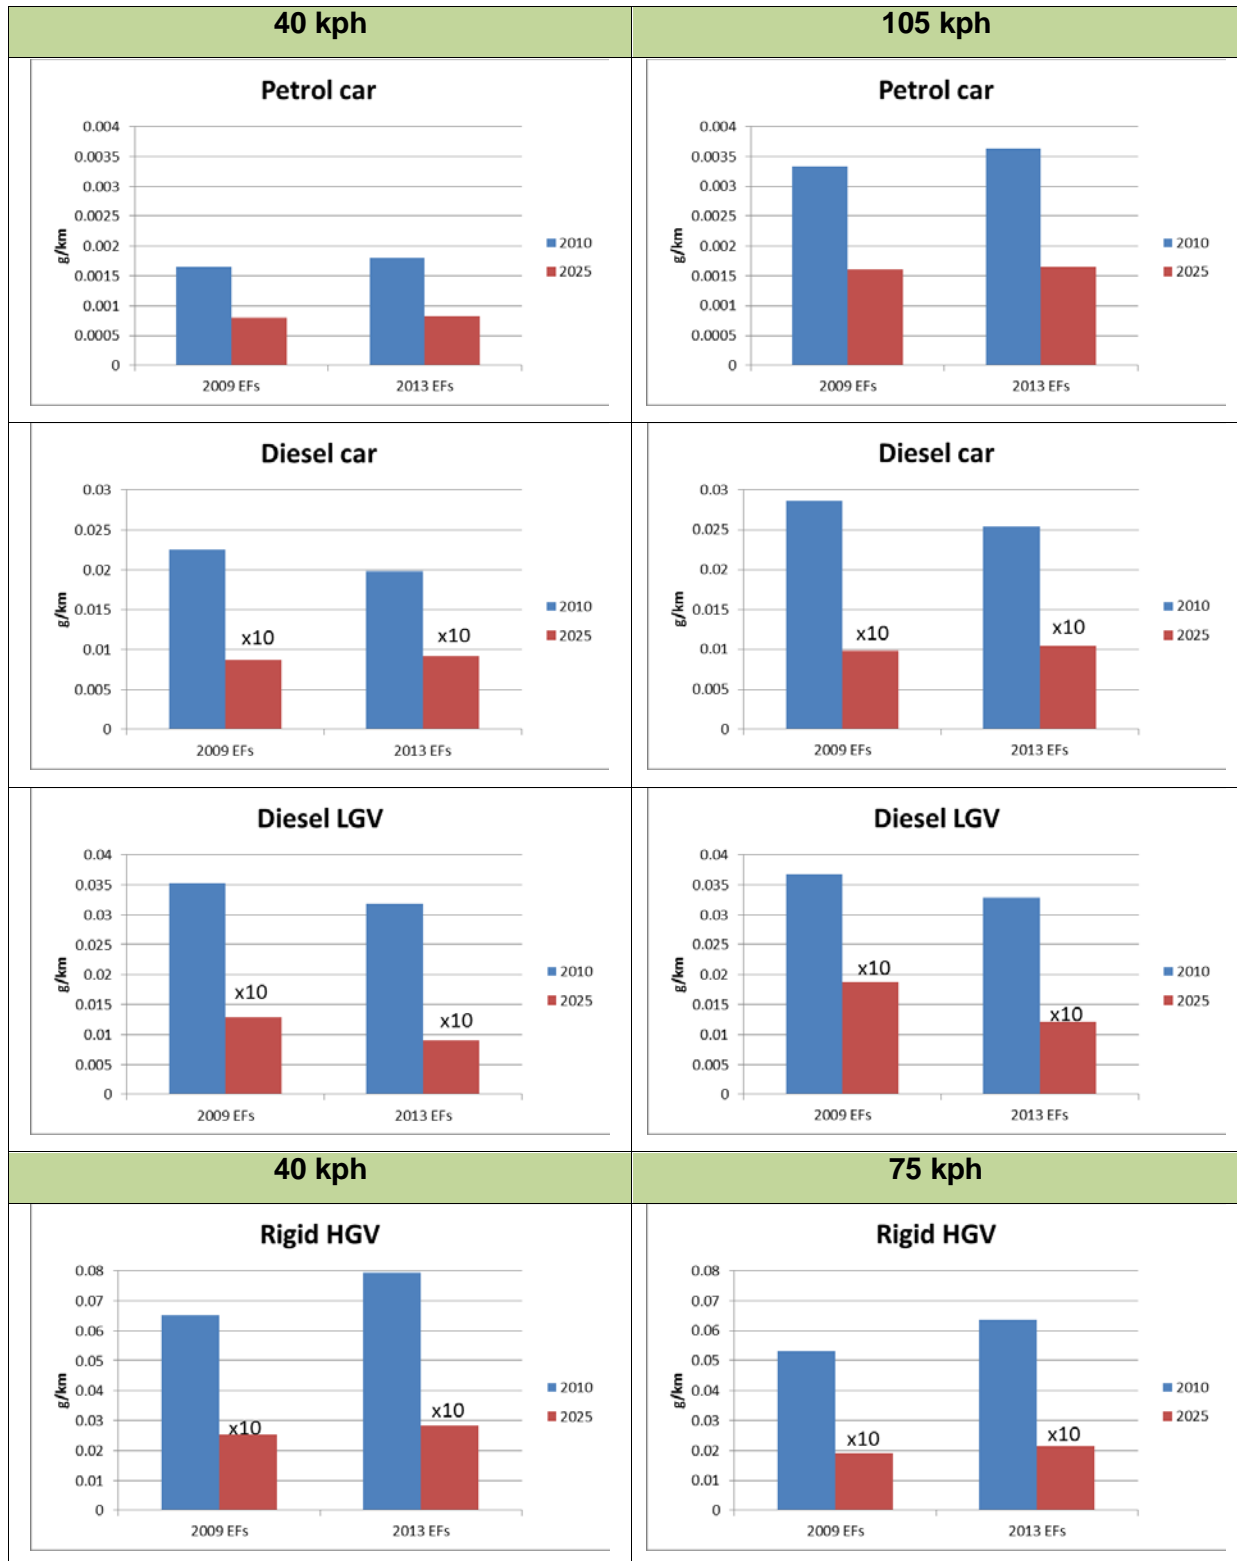 40 kph
105 kph
Petrol car
0.004
0.0035
0.003
0.0025
0.002
0.0015
0.001
0.0005
0
g/km
2009 EFs
2013 EFs
2010
2025
Petrol car
0.004
0.0035
0.003
0.0025
0.002
0.0015
0.001
0.0005
0
g/km
2009 EFs
2013 EFs
2010
2025
Diesel car
0.03
0.025
0.02
0.015
0.01
0.005
0
g/km
x10
x10
2009 EFs
2013 EFs
2010
2025
Diesel car
0.03
0.025
0.02
0.015
0.01
0.005
0
g/km
x10
x10
2009 EFs
2013 EFs
2010
2025
Diesel LGV
0.04
0.035
0.03
0.025
0.02
0.015
0.01
0.005
0
g/km
x10
x10
2009 EFs
2013 EFs
2010
2025
Diesel LGV
0.04
0.035
0.03
0.025
0.02
0.015
0.01
0.005
0
g/km
x10
x10
2009 EFs
2013 EFs
2010
2025
40 kph
75 kph
Rigid HGV
0.08
0.07
0.06
0.05
0.04
0.03
0.02
0.01
0
g/km
x10
x10
2009 EFs
2013 EFs
2010
2025
Rigid HGV
0.08
0.07
0.06
0.05
0.04
0.03
0.02
0.01
0
g/km
x10
x10
2009 EFs
2013 EFs
2010
2025